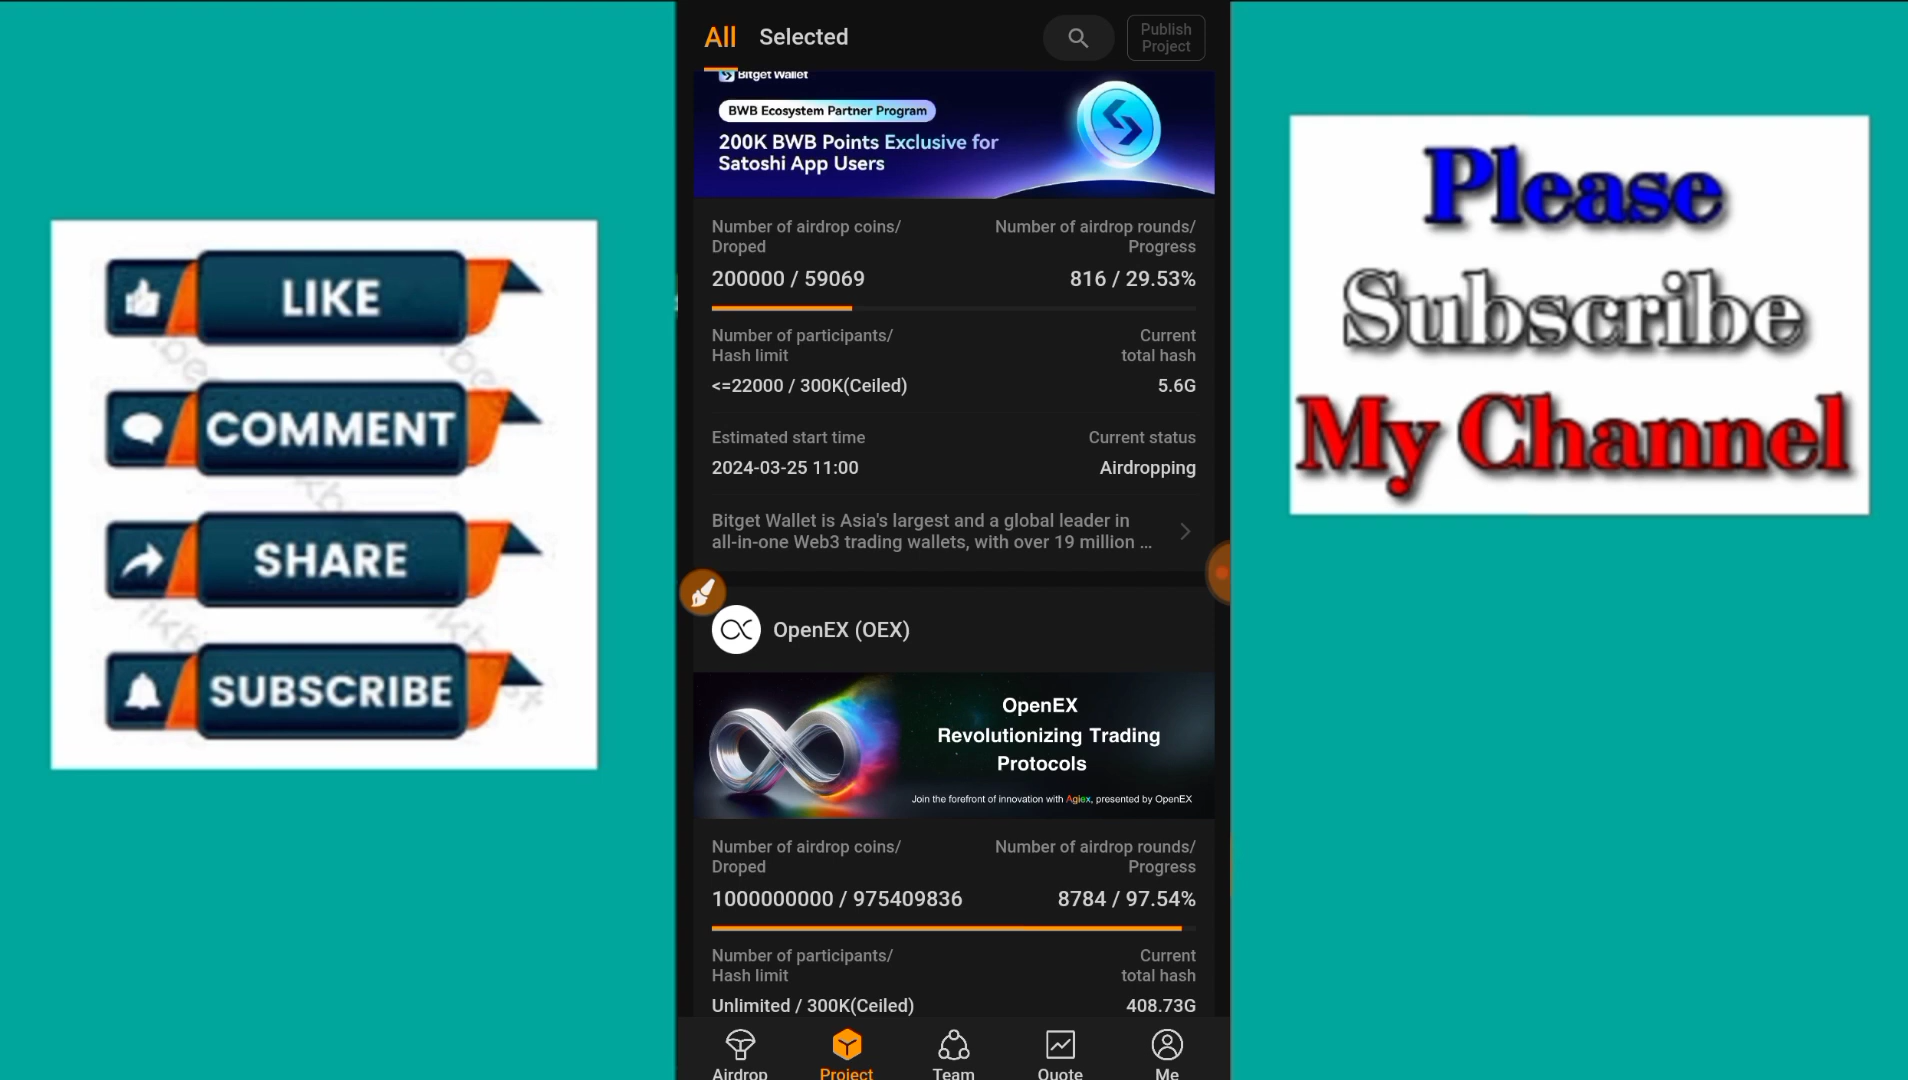 LIKE
COMMENT
SHARE
SUBSCRIBE
All
Selected
Publish
Project
Bitget Wallet
BWB Ecosystem Partner Program
200K BWB Points Exclusive for
Satoshi App Users
Number of airdrop coins/
Droped
Number of airdrop rounds/
Progress
200000 / 59069
816 / 29.53%
Number of participants/
Hash limit
Current
total hash
<=22000 / 300K(Ceiled)
5.6G
Estimated start time
Current status
2024-03-25 11:00
Airdropping
Bitget Wallet is Asia's largest and a global leader in
all-in-one Web3 trading wallets, with over 19 million ...
OpenEX (OEX)
OpenEX
Revolutionizing Trading
Protocols
Join the forefront of innovation with Agiex, presented by OpenEX
Number of airdrop coins/
Droped
Number of airdrop rounds/
Progress
1000000000 / 975409836
8784 / 97.54%
Number of participants/
Hash limit
Current
total hash
Unlimited / 300K(Ceiled)
408.73G
Airdrop
Project
Team
Quote
Me
Please
Subscribe
My Channel